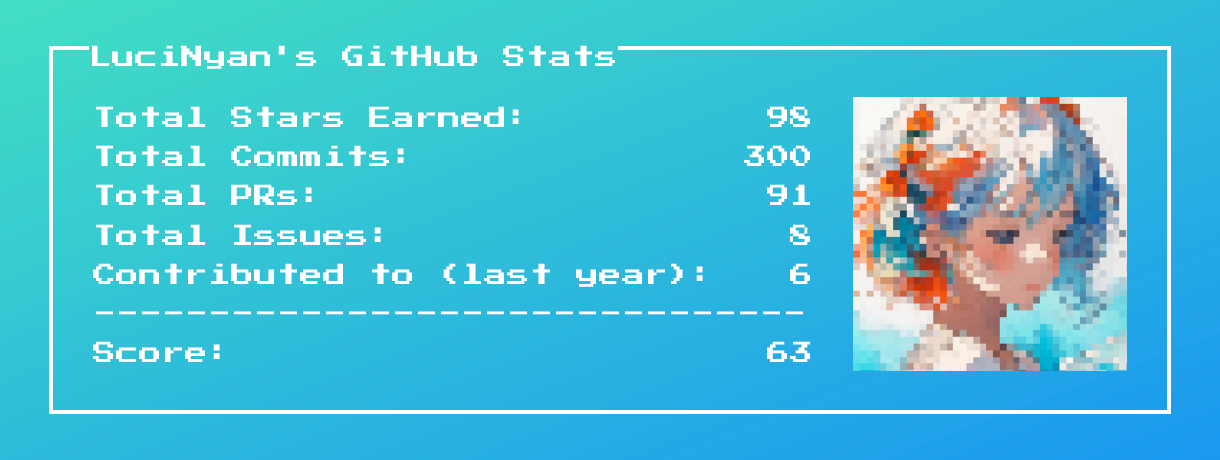 LuciNyan's GitHub Stats
Total Stars Earned: 98
Total Commits: 300
Total PRs: 91
Total Issues: 8
Contributed to (last year): 6
--------------------------------
Score: 63